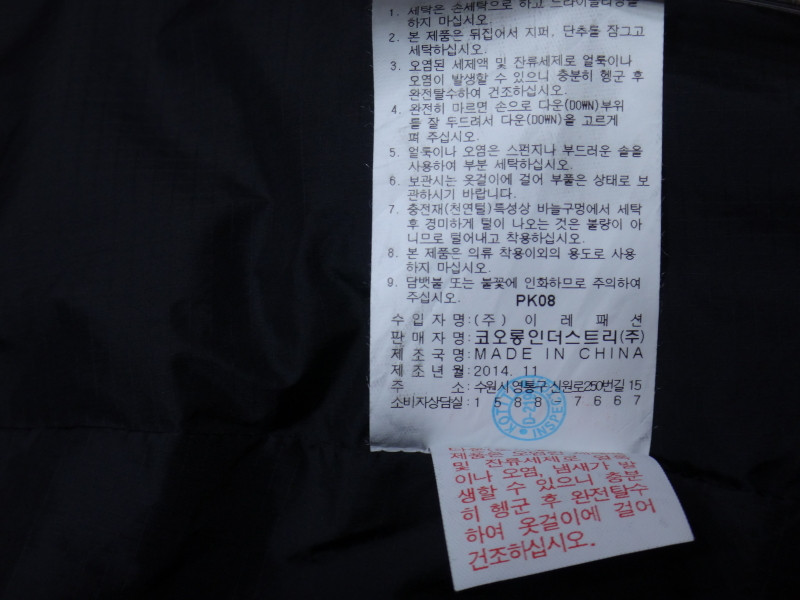 1. 세탁은 손세탁으로 하고 드라이클리닝을
하지 마십시오.
2. 본 제품은 뒤집어서 지퍼, 단추를 잠그고
세탁하십시오.
3. 오염된 세제액 및 잔류세제로 얼룩이나
오염이 발생할 수 있으니 충분히 헹군 후
완전탈수하여 건조하십시오.
4. 완전히 마르면 손으로 다운(DOWN)부위
를 잘 두드려서 다운(DOWN)을 고르게
펴 주십시오.
5. 얼룩이나 오염은 스펀지나 부드러운 솔을
사용하여 부분 세탁하십시오.
6. 보관시는 옷걸이에 걸어 부풀은 상태로 보
관하시기 바랍니다.
7. 충전재(천연털)특성상 바늘구멍에서 세탁
후 경미하게 털이 나오는 것은 불량이 아
니므로 털어내고 착용하십시오.
8. 본 제품은 의류 착용이외의 용도로 사용
하지 마십시오.
9. 담뱃불 또는 불꽃에 인화하므로 주의하여
주십시오.
PK08
수입자명:(주)이레패션
판매자명:코오롱인더스트리(주)
제조국명:MADE IN CHINA
제조년월:2014. 11
주 소:수원시 영통구 신원로250번길 15
소비자상담실:1588-7667
KOTITI
INSPE
제품은 오염된
및 잔류세제로 얼룩
이나 오염, 냄새가 발
생할 수 있으니 충분
히 헹군 후 완전탈수
하여 옷걸이에 걸어
건조하십시오.